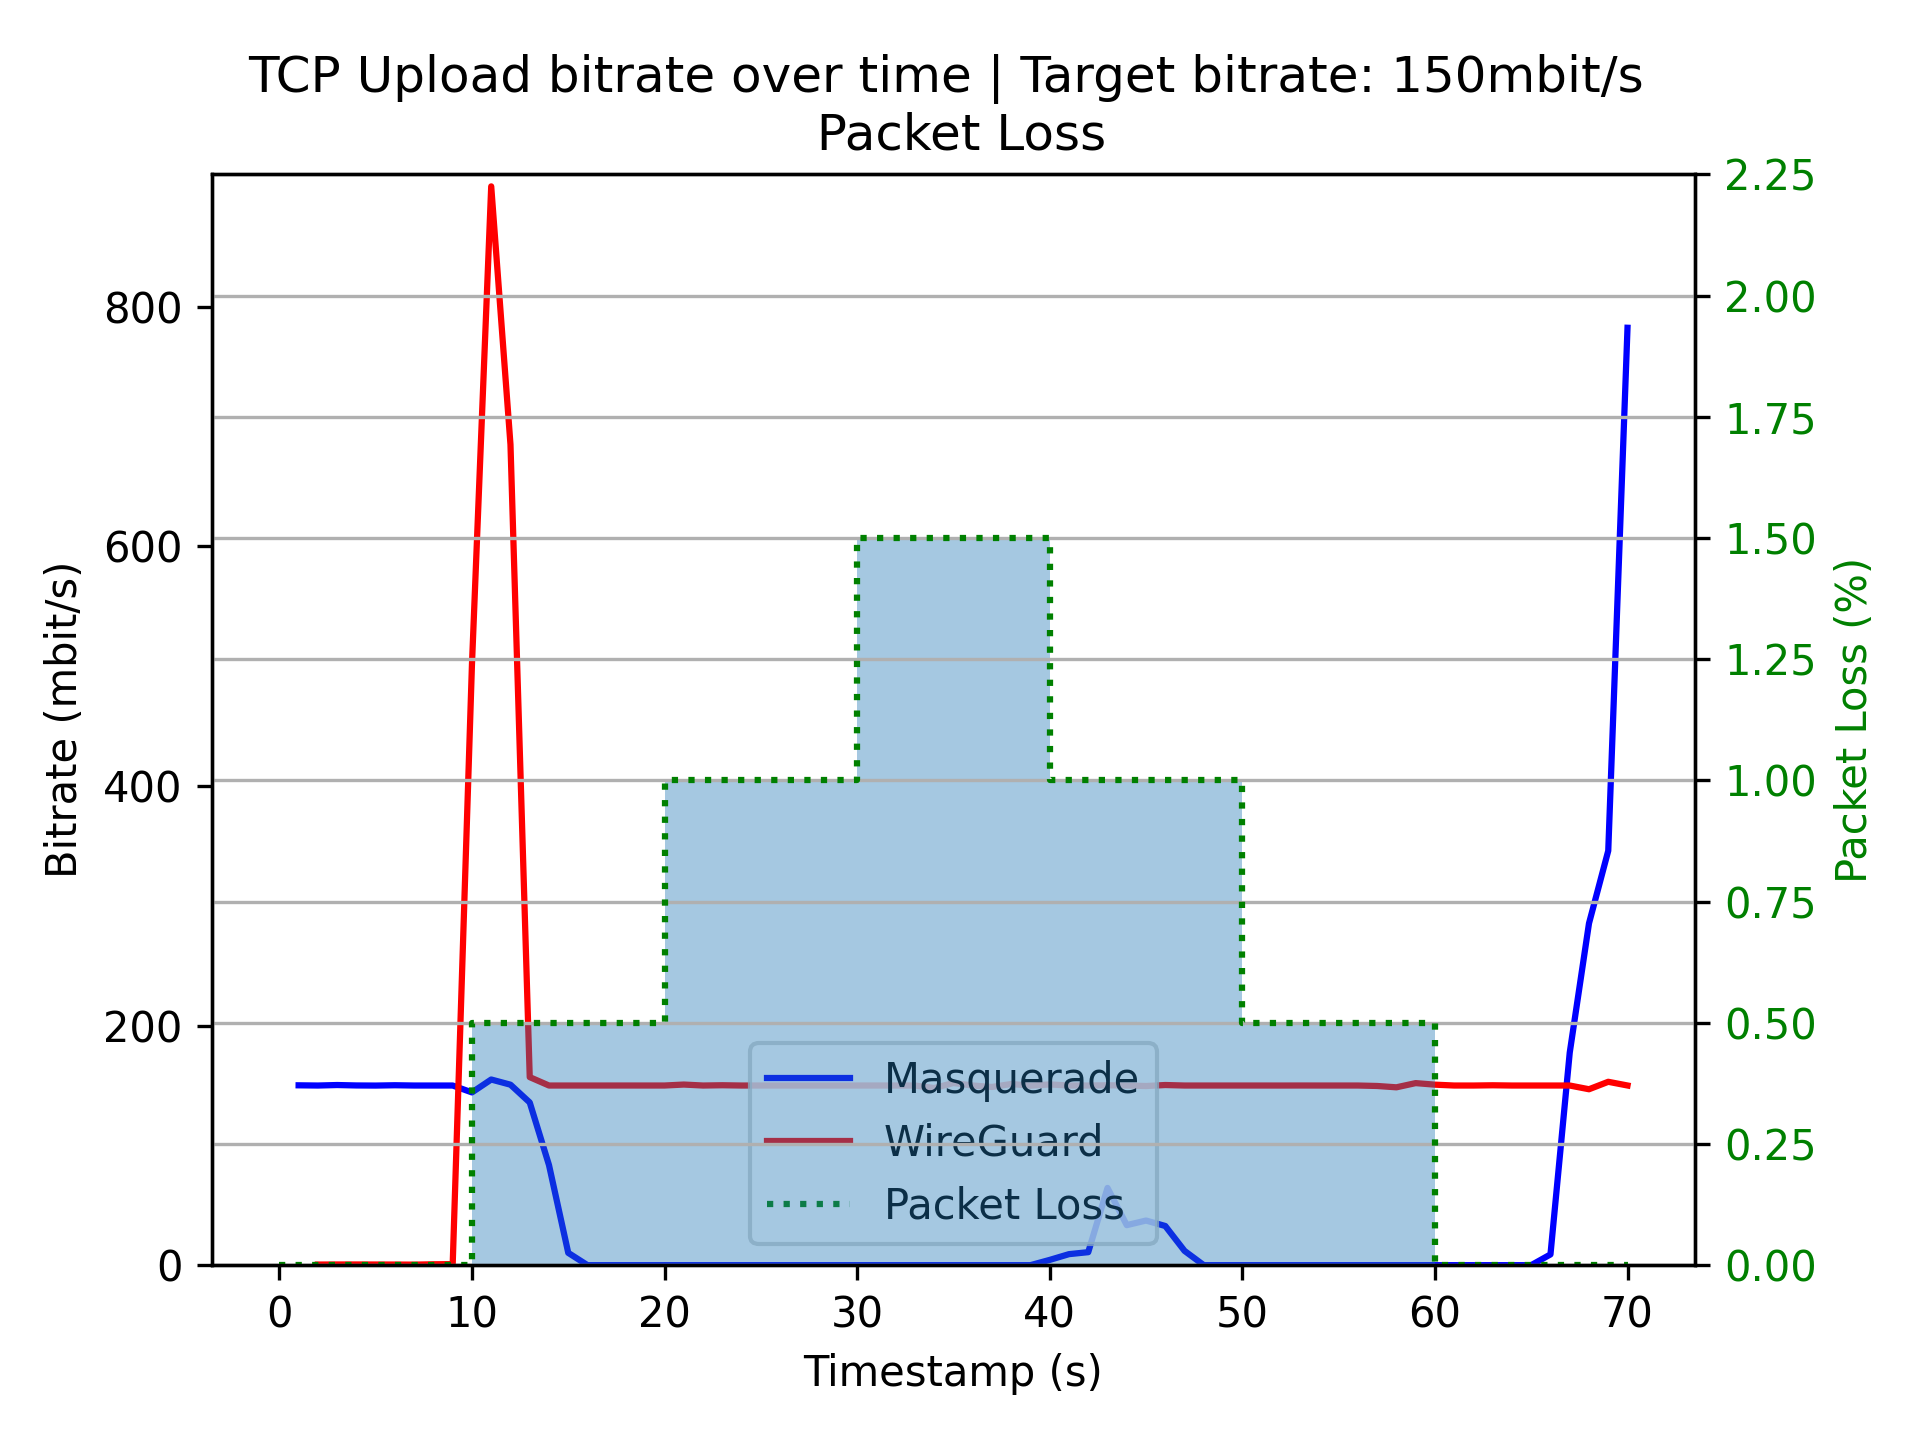 TCP Upload bitrate over time | Target bitrate: 150mbit/s
Packet Loss
Bitrate (mbit/s)
800
600
400
200
0
2.25
2.00
1.75
1.50
1.25
1.00
0.75
0.50
0.25
0.00
Packet Loss (%)
Masquerade
WireGuard
Packet Loss
0 10 20 30 40 50 60 70
Timestamp (s)